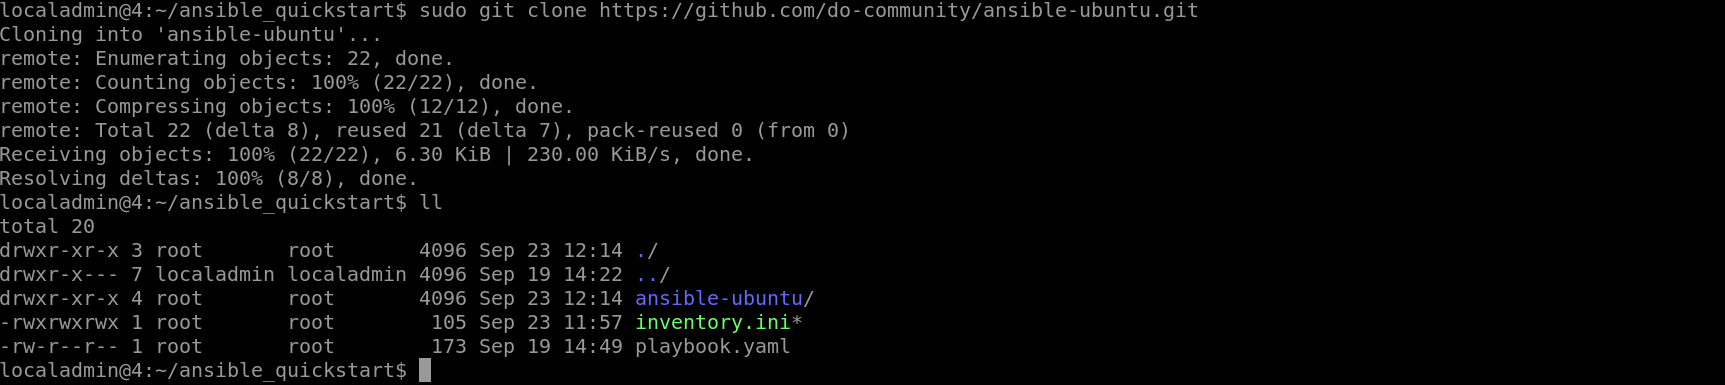 localadmin@4:~/ansible_quickstart$ sudo git clone https://github.com/do-community/ansible-ubuntu.git
Cloning into 'ansible-ubuntu'...
remote: Enumerating objects: 22, done.
remote: Counting objects: 100% (22/22), done.
remote: Compressing objects: 100% (12/12), done.
remote: Total 22 (delta 8), reused 21 (delta 7), pack-reused 0 (from 0)
Receiving objects: 100% (22/22), 6.30 KiB | 230.00 KiB/s, done.
Resolving deltas: 100% (8/8), done.
localadmin@4:~/ansible_quickstart$ ll
total 20
drwxr-xr-x 3 root       root       4096 Sep 23 12:14 ./
drwxr-x--- 7 localadmin localadmin 4096 Sep 19 14:22 ../
drwxr-xr-x 4 root       root       4096 Sep 23 12:14 ansible-ubuntu/
-rwxrwxrwx 1 root       root        105 Sep 23 11:57 inventory.ini*
-rw-r--r-- 1 root       root        173 Sep 19 14:49 playbook.yaml
localadmin@4:~/ansible_quickstart$